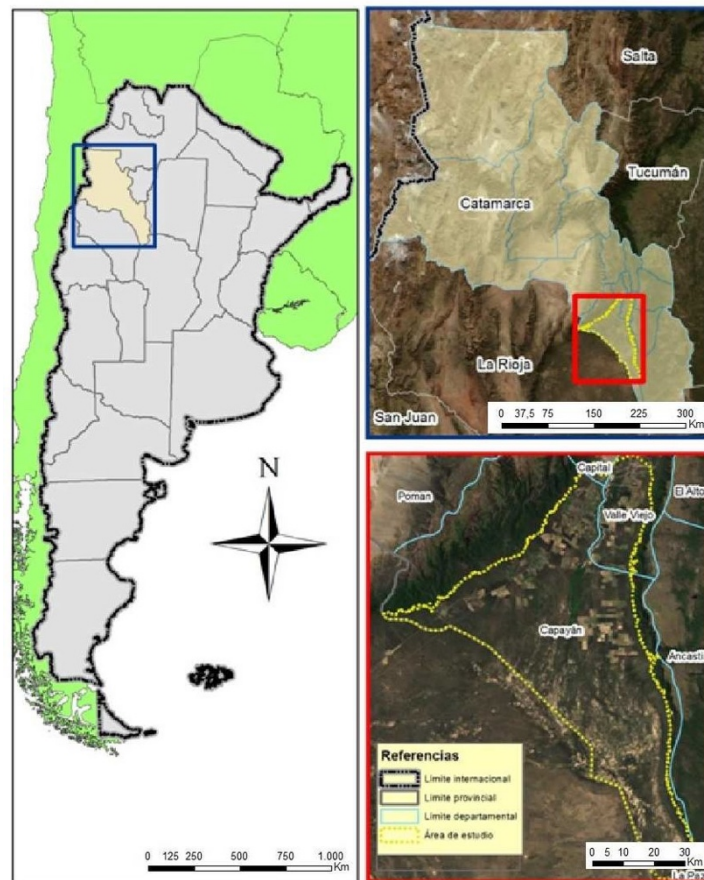 N
0 125 250 500 750 1.000
Km
Salta
Tucumán
Catamarca
La Rioja
San Juan
0 37,5 75 150 225 300
Km
Capital
Poman
El Alto
Valle Viejo
Capayán
Ancasti
Referencias
Límite internacional
Límite provincial
Límite departamental
Área de estudio
0 5 10 20 30
Km
La Paz